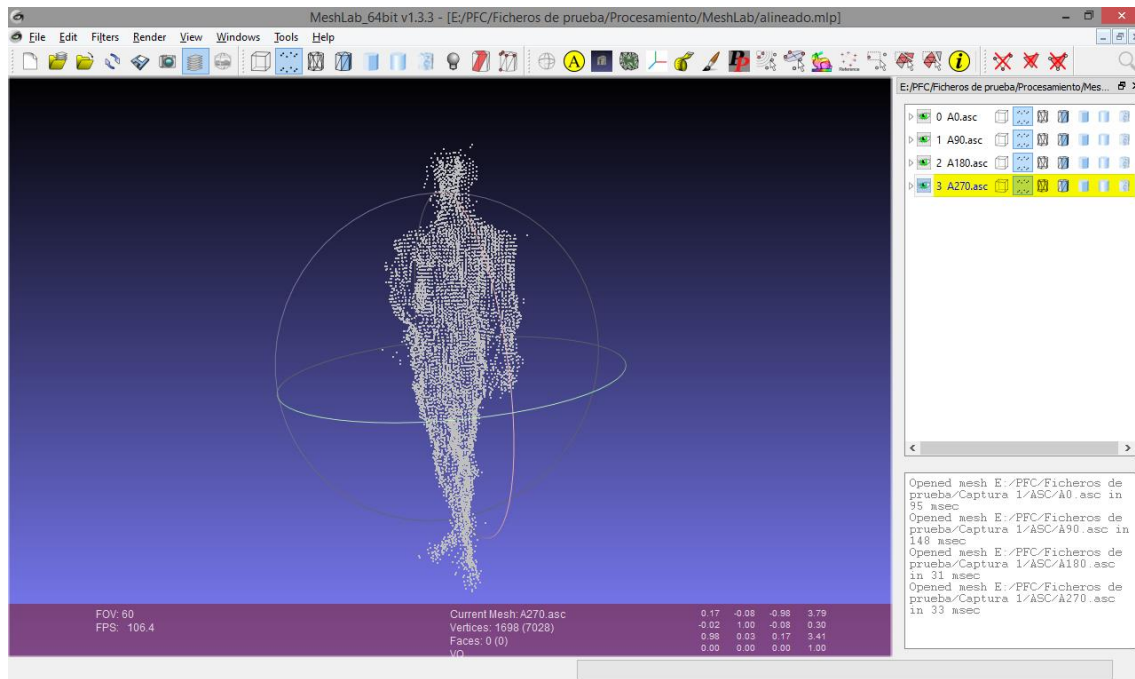 MeshLab_64bit v1.3.3 - [E:/PFC/Ficheros de prueba/Procesamiento/MeshLab/alineado.mlp]
File Edit Filters Render View Windows Tools Help
E:/PFC/Ficheros de prueba/Procesamiento/Mes...
0 A0.asc
1 A90.asc
2 A180.asc
3 A270.asc
Opened mesh E:/PFC/Ficheros de
prueba/Captura 1/ASC/A0.asc in
95 msec
Opened mesh E:/PFC/Ficheros de
prueba/Captura 1/ASC/A90.asc in
148 msec
Opened mesh E:/PFC/Ficheros de
prueba/Captura 1/ASC/A180.asc
in 31 msec
Opened mesh E:/PFC/Ficheros de
prueba/Captura 1/ASC/A270.asc
in 33 msec
FOV: 60
FPS: 106.4
Current Mesh: A270.asc
Vertices: 1698 (7028)
Faces: 0 (0)
VQ
0.17 -0.08 -0.98 3.79
-0.02 1.00 -0.08 0.30
0.98 0.03 0.17 3.41
0.00 0.00 0.00 1.00